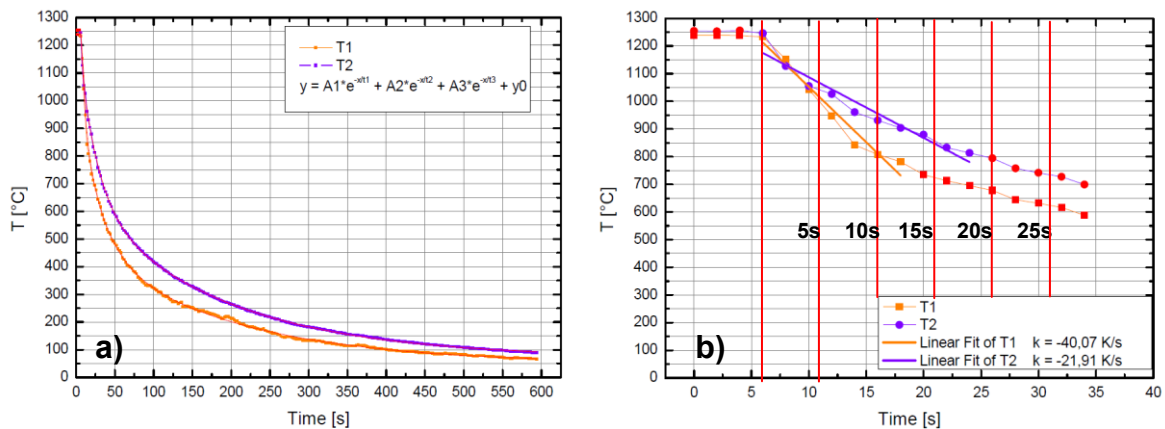 1300
1200
1100
1000
900
800
700
600
500
400
300
200
100
0
T [°C]
T1
T2
y = A1*e^-x/t1 + A2*e^-x/t2 + A3*e^-x/t3 + y0
a)
0 50 100 150 200 250 300 350 400 450 500 550 600
Time [s]
1300
1200
1100
1000
900
800
700
600
500
400
300
200
100
0
T [°C]
5s 10s 15s 20s 25s
T1
T2
Linear Fit of T1 k = -40,07 K/s
Linear Fit of T2 k = -21,91 K/s
b)
0 5 10 15 20 25 30 35 40
Time [s]